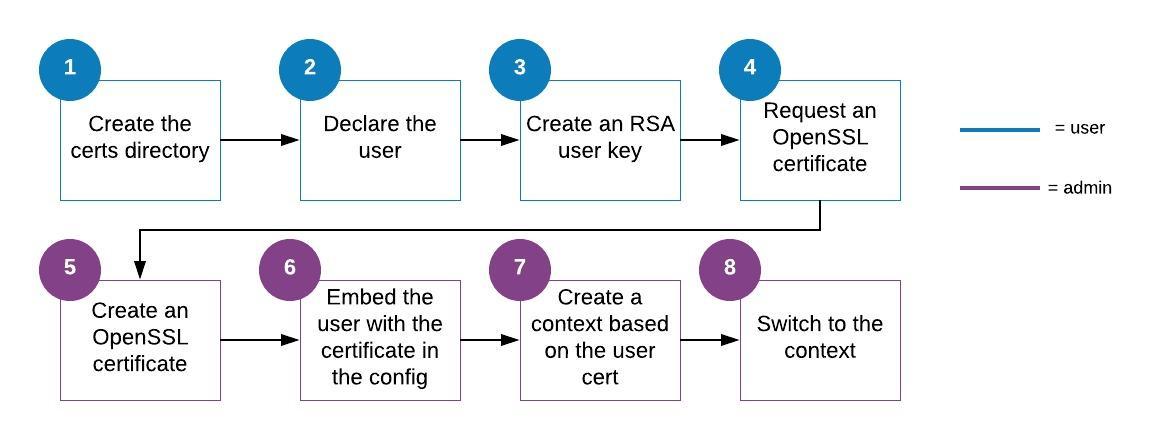 1
Create the
certs directory
2
Declare the
user
3
Create an RSA
user key
4
Request an
OpenSSL
certificate
= user
= admin
5
Create an
OpenSSL
certificate
6
Embed the
user with the
certificate in
the config
7
Create a
context based
on the user
cert
8
Switch to the
context